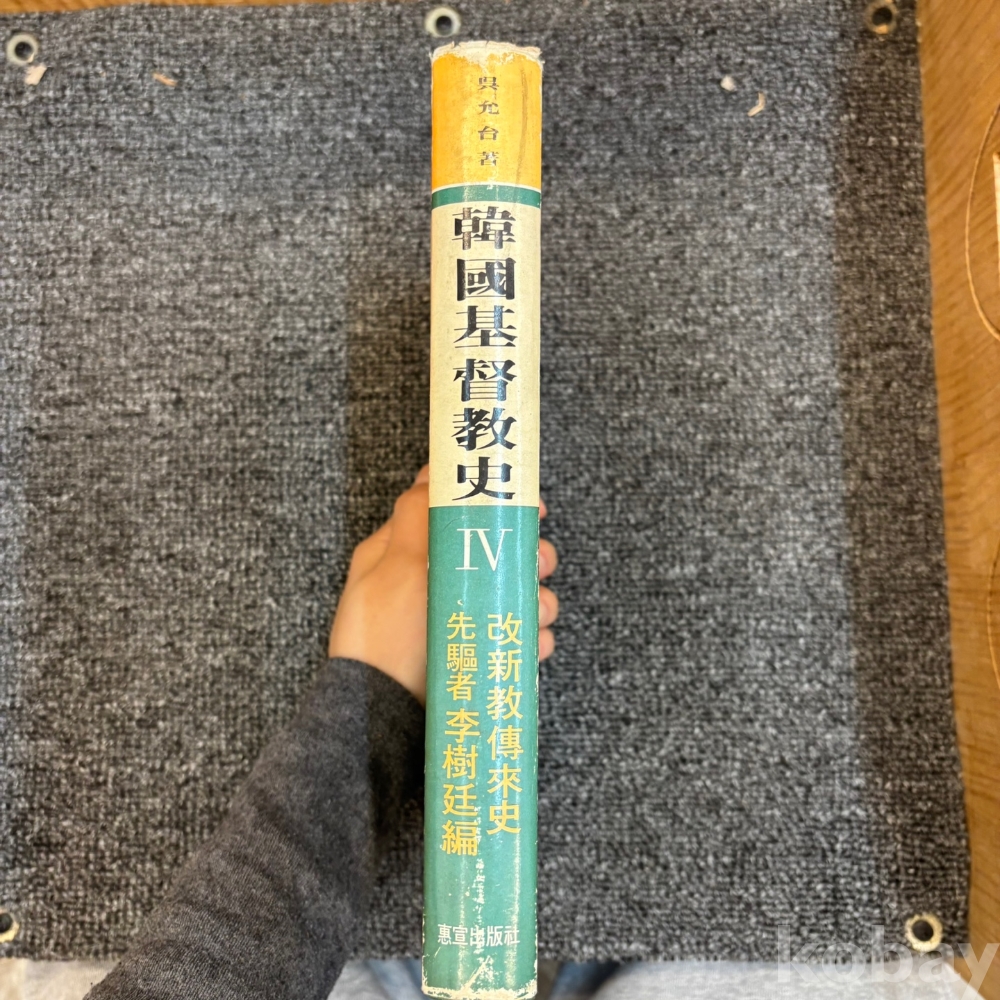 吳允台著
韓國基督教史
IV
改新教傳來史
先驅者 李樹廷編
惠宣出版社
kobay